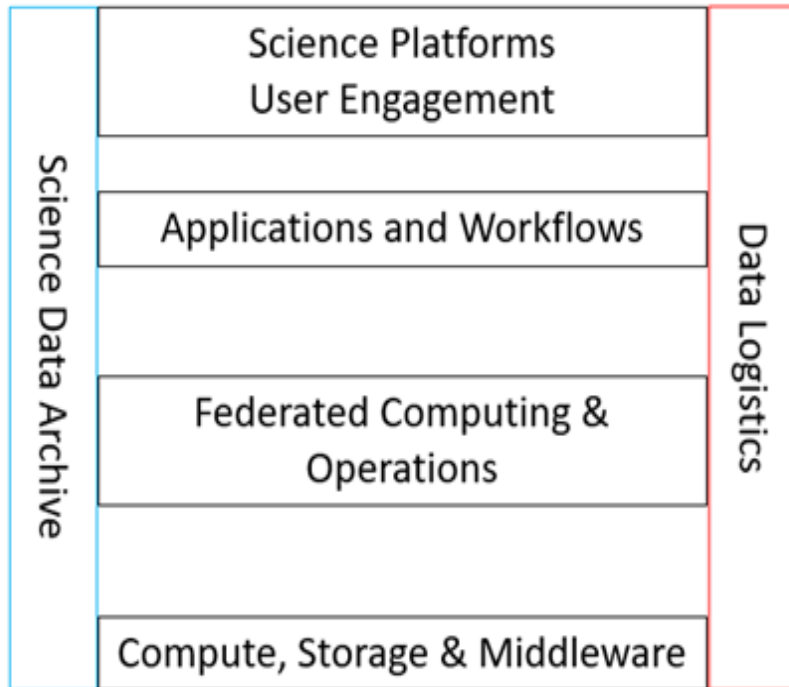 Science Data Archive
Science Platforms
User Engagement
Applications and Workflows
Federated Computing &
Operations
Compute, Storage & Middleware
Data Logistics